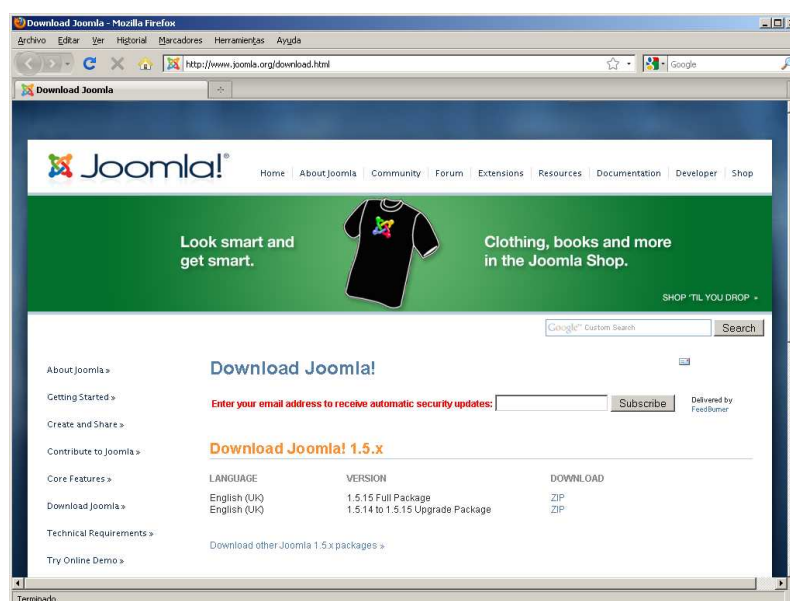 Download Joomla - Mozilla Firefox
Archivo Editar Ver Historial Marcadores Herramientas Ayuda
http://www.joomla.org/download.html Google
Download Joomla
Joomla!®
Home About Joomla Community Forum Extensions Resources Documentation Developer Shop
Look smart and
get smart.
Clothing, books and more
in the Joomla Shop.
SHOP 'TIL YOU DROP
Google™ Custom Search Search
About Joomla »
Getting Started »
Create and Share »
Contribute to Joomla »
Core Features »
Download Joomla »
Technical Requirements »
Try Online Demo »
Download Joomla!
Enter your email address to receive automatic security updates: Subscribe
Delivered by
FeedBurner
Download Joomla! 1.5.x
LANGUAGE VERSION DOWNLOAD
English (UK) 1.5.15 Full Package ZIP
English (UK) 1.5.14 to 1.5.15 Upgrade Package ZIP
Download other Joomla 1.5.x packages »
Terminado